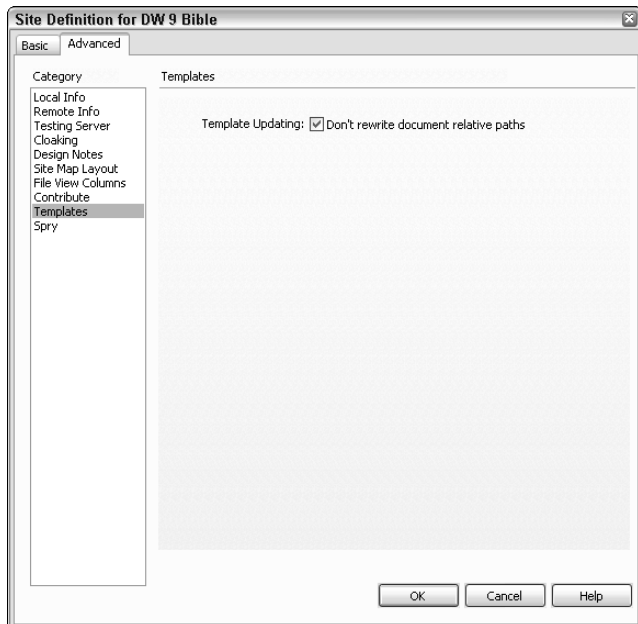 Site Definition for DW 9 Bible
Basic Advanced
Category Templates
Local Info
Remote Info
Testing Server
Cloaking
Design Notes
Site Map Layout
File View Columns
Contribute
Templates
Spry
Template Updating: Don't rewrite document relative paths
OK Cancel Help